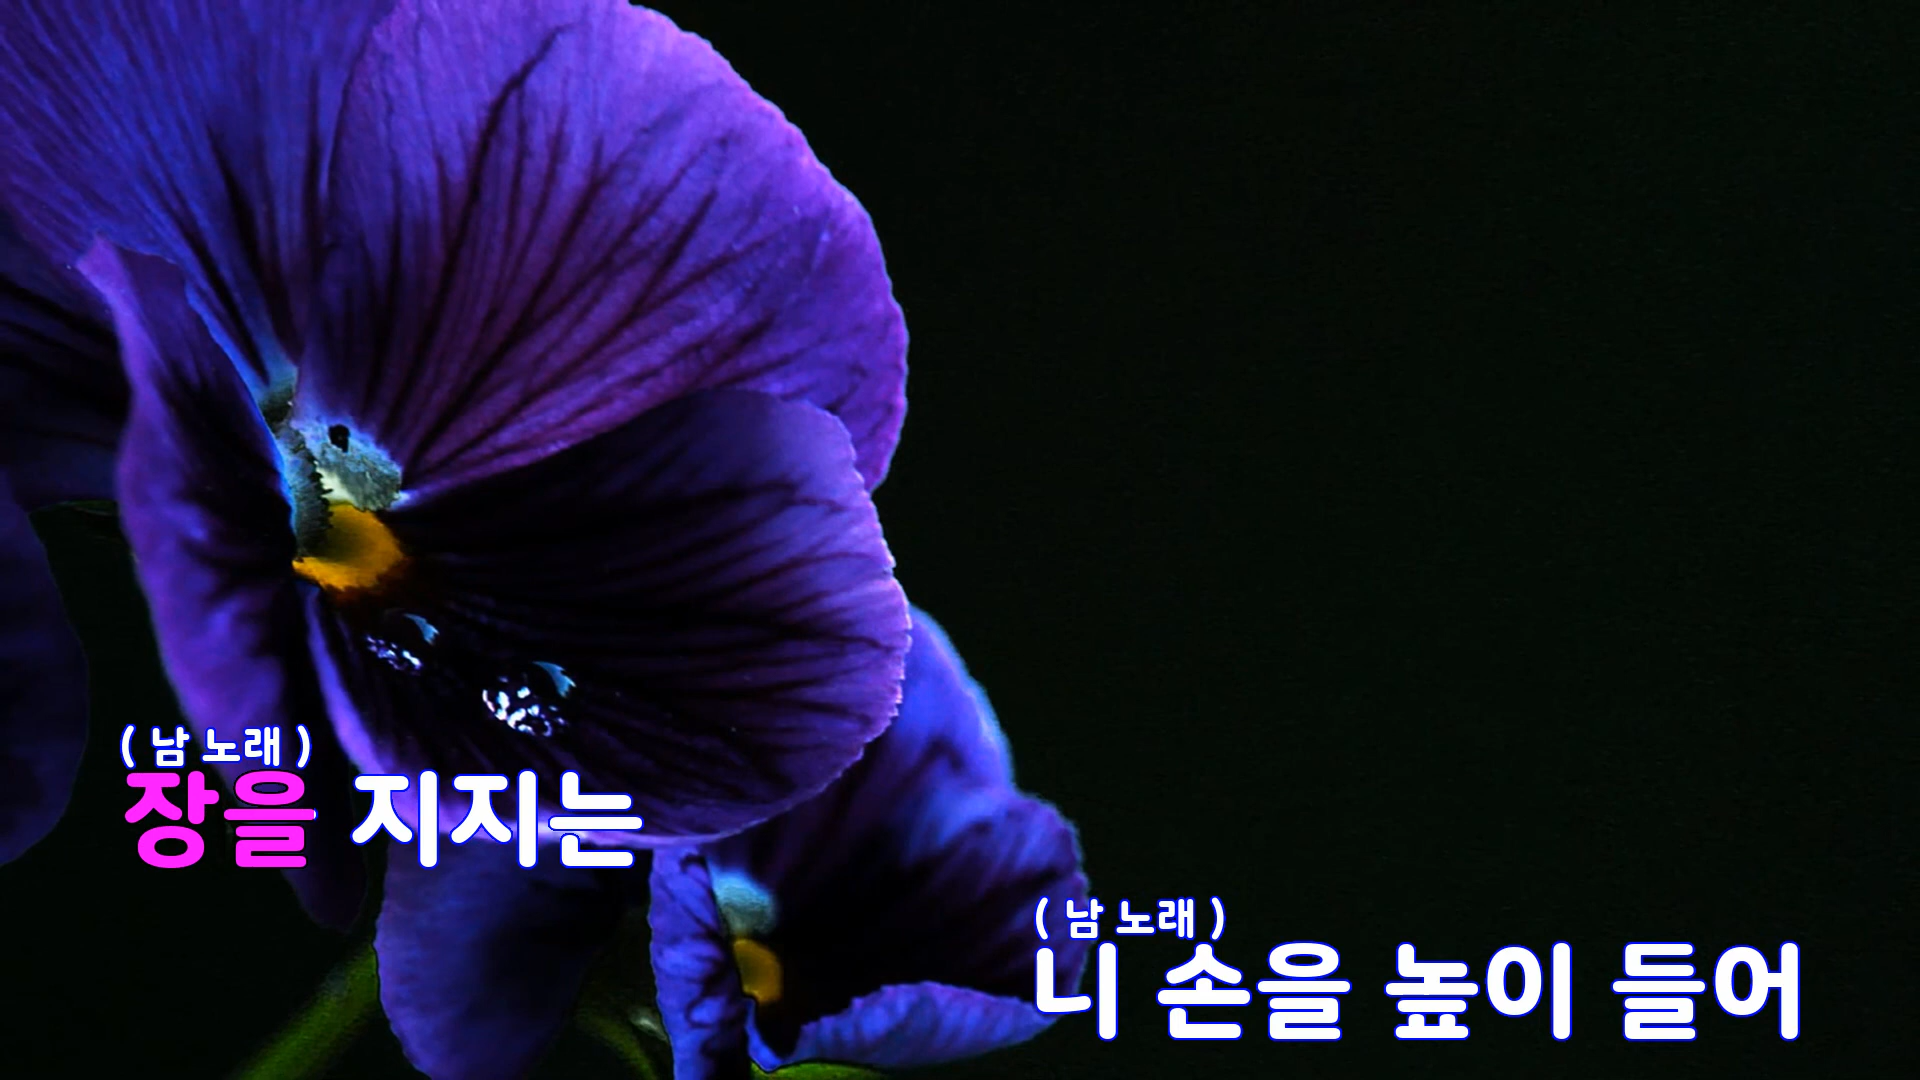 ( 남 노래 )
장을 지지는
( 남 노래 )
니 손을 높이 들어